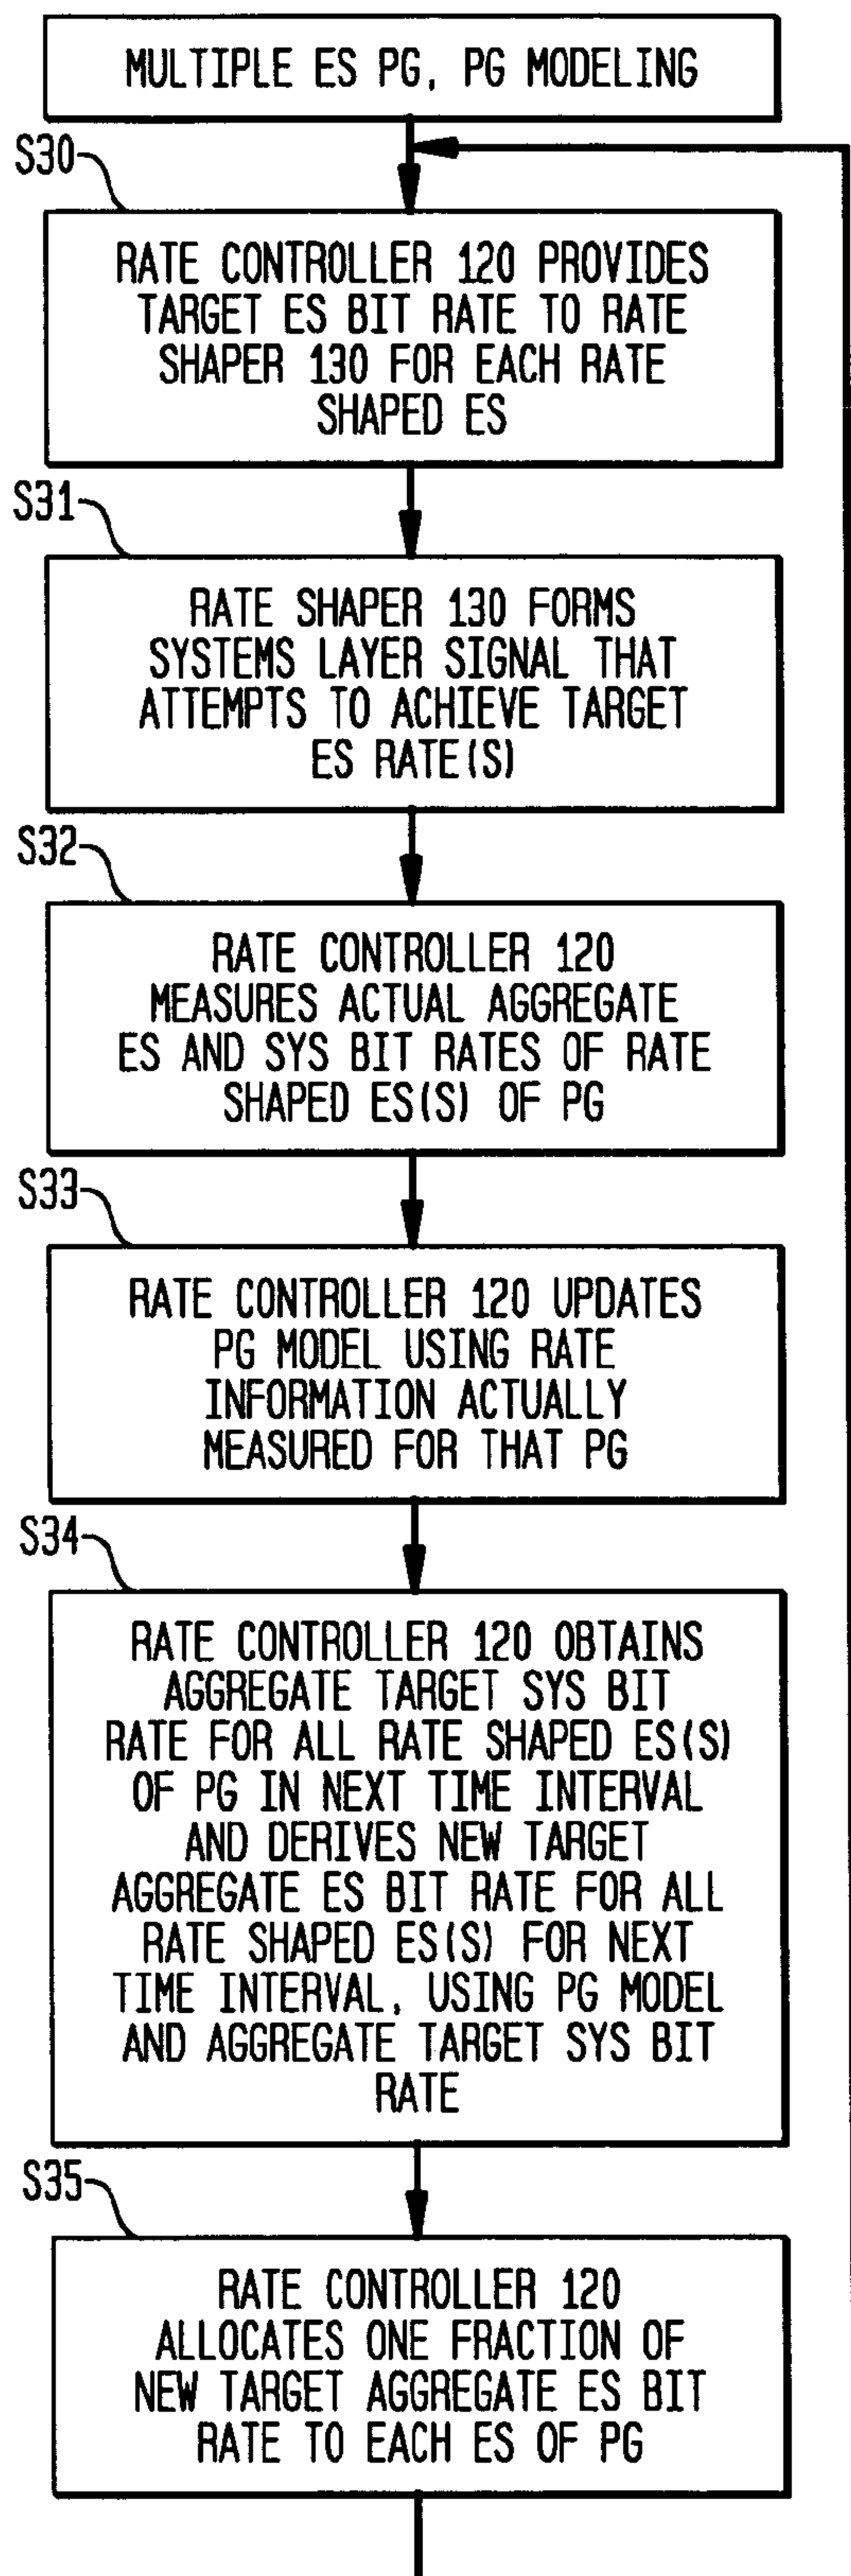 MULTIPLE ES PG, PG MODELING
S30
RATE CONTROLLER 120 PROVIDES
TARGET ES BIT RATE TO RATE
SHAPER 130 FOR EACH RATE
SHAPED ES
S31
RATE SHAPER 130 FORMS
SYSTEMS LAYER SIGNAL THAT
ATTEMPTS TO ACHIEVE TARGET
ES RATE(S)
S32
RATE CONTROLLER 120
MEASURES ACTUAL AGGREGATE
ES AND SYS BIT RATES OF RATE
SHAPED ES(S) OF PG
S33
RATE CONTROLLER 120 UPDATES
PG MODEL USING RATE
INFORMATION ACTUALLY
MEASURED FOR THAT PG
S34
RATE CONTROLLER 120 OBTAINS
AGGREGATE TARGET SYS BIT
RATE FOR ALL RATE SHAPED ES(S)
OF PG IN NEXT TIME INTERVAL
AND DERIVES NEW TARGET
AGGREGATE ES BIT RATE FOR ALL
RATE SHAPED ES(S) FOR NEXT
TIME INTERVAL, USING PG MODEL
AND AGGREGATE TARGET SYS BIT
RATE
S35
RATE CONTROLLER 120
ALLOCATES ONE FRACTION OF
NEW TARGET AGGREGATE ES BIT
RATE TO EACH ES OF PG